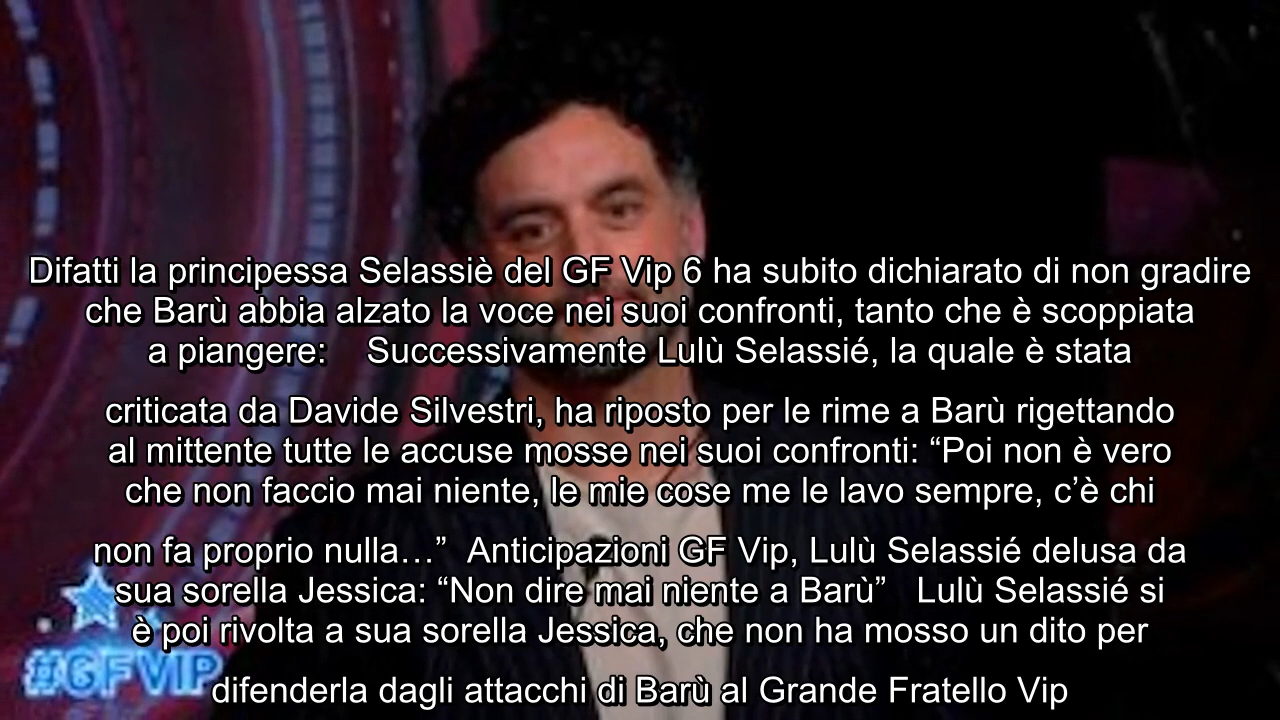 Difatti la principessa Selassiè del GF Vip 6 ha subito dichiarato di non gradire
che Barù abbia alzato la voce nei suoi confronti, tanto che è scoppiata
a piangere:    Successivamente Lulù Selassié, la quale è stata
criticata da Davide Silvestri, ha riposto per le rime a Barù rigettando
al mittente tutte le accuse mosse nei suoi confronti: “Poi non è vero
che non faccio mai niente, le mie cose me le lavo sempre, c’è chi
non fa proprio nulla…”  Anticipazioni GF Vip, Lulù Selassié delusa da
sua sorella Jessica: “Non dire mai niente a Barù”   Lulù Selassié si
è poi rivolta a sua sorella Jessica, che non ha mosso un dito per
difenderla dagli attacchi di Barù al Grande Fratello Vip
#GFVIP